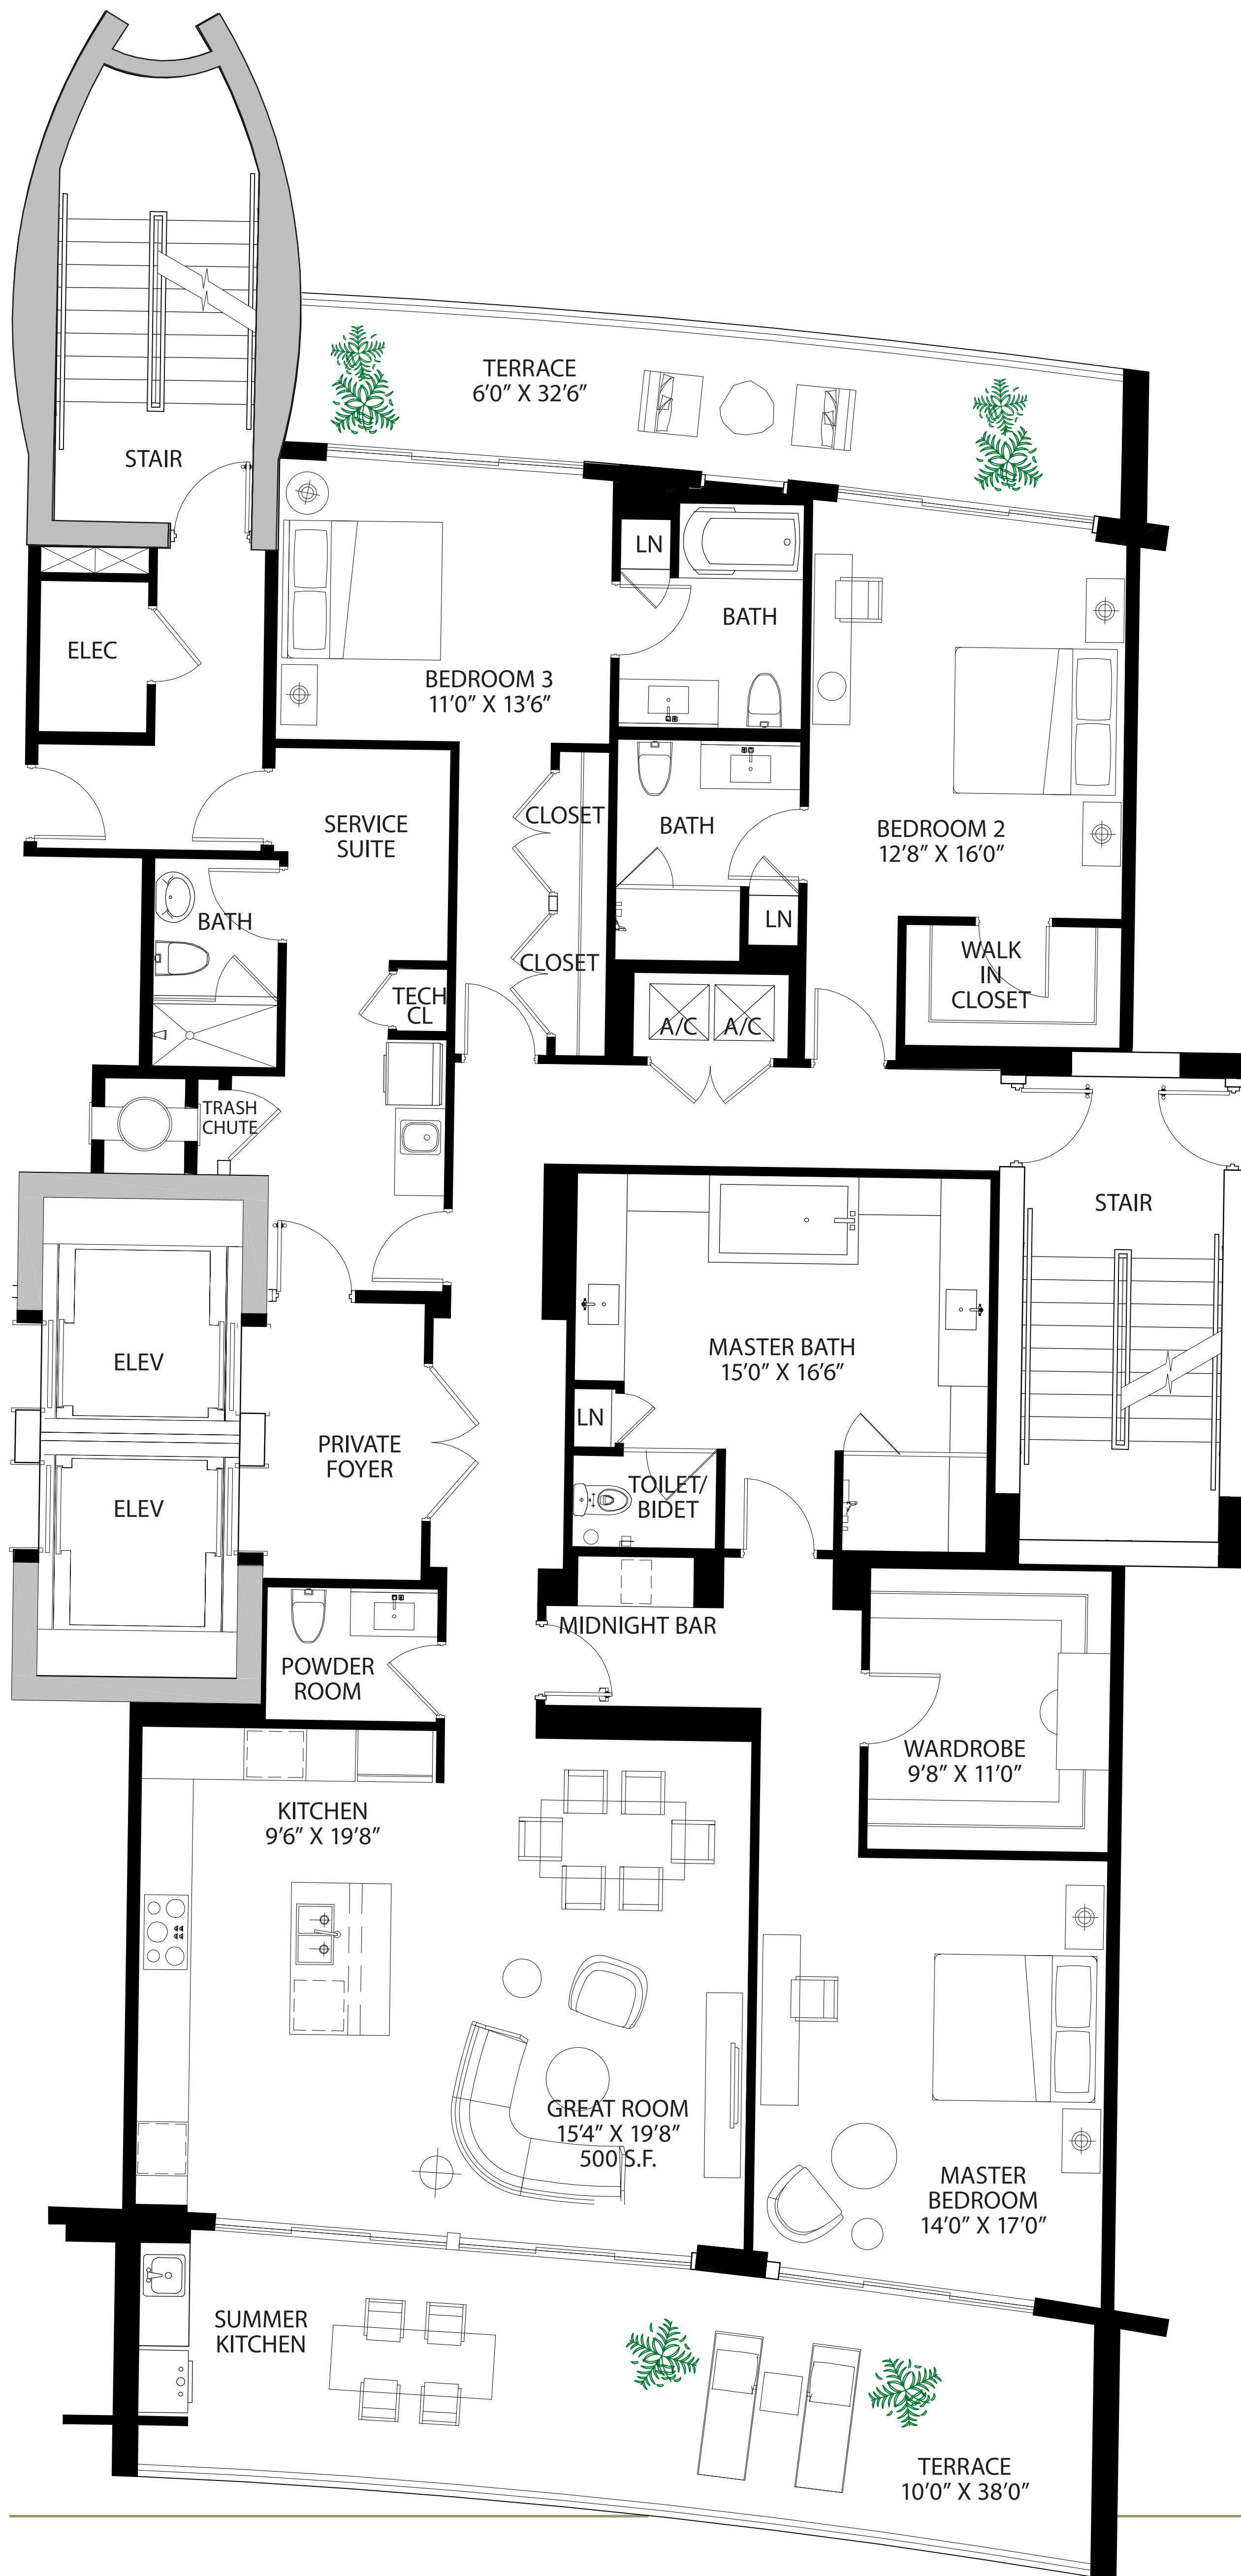 TERRACE
6'0" X 32'6"
STAIR
LN
BATH
ELEC
BEDROOM 3
11'0" X 13'6"
CLOSET
SERVICE
SUITE
BATH
BEDROOM 2
12'8" X 16'0"
LN
BATH
CLOSET
WALK
IN
CLOSET
TECH
CL
A/C
A/C
TRASH
CHUTE
STAIR
MASTER BATH
15'0" X 16'6"
ELEV
LN
PRIVATE
FOYER
TOILET/
BIDET
ELEV
MIDNIGHT BAR
POWDER
ROOM
WARDROBE
9'8" X 11'0"
KITCHEN
9'6" X 19'8"
GREAT ROOM
15'4" X 19'8"
500 S.F.
MASTER
BEDROOM
14'0" X 17'0"
SUMMER
KITCHEN
TERRACE
10'0" X 38'0"